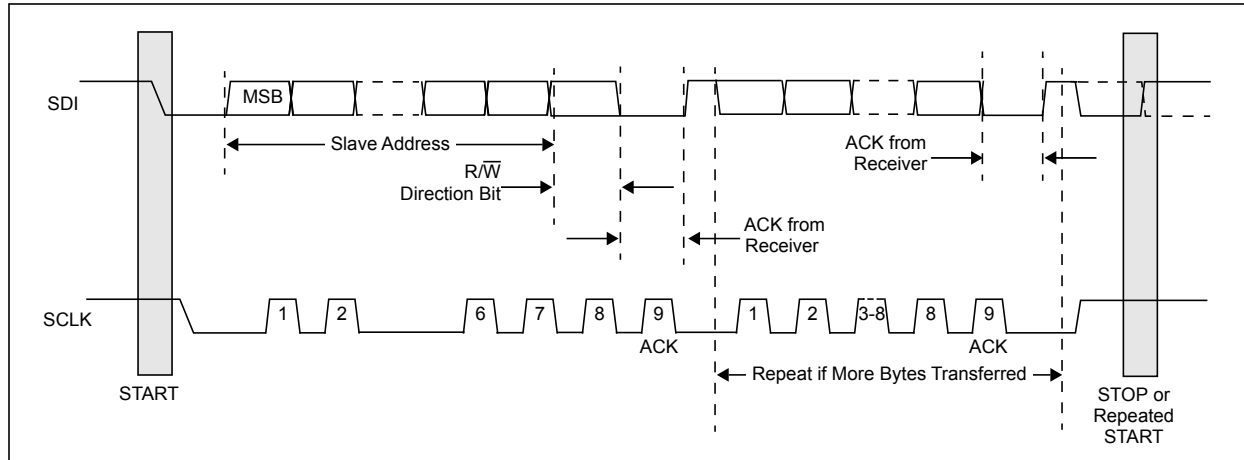 SDI
MSB
Slave Address
R/W̅
Direction Bit
ACK from
Receiver
ACK from
Receiver
SCLK
1
2
6
7
8
9
1
2
3-8
8
9
ACK
ACK
Repeat if More Bytes Transferred
START
STOP or
Repeated
START